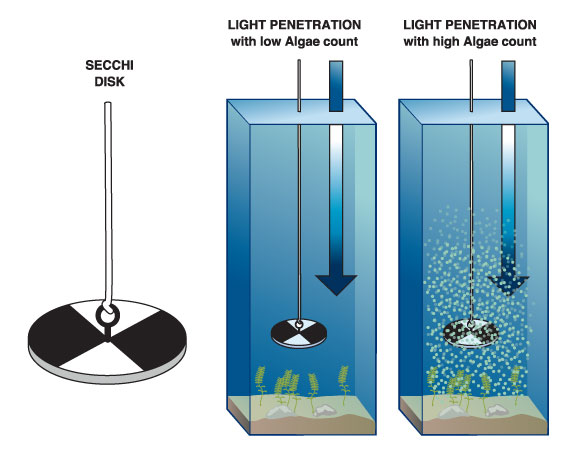 SECCHI
DISK
LIGHT PENETRATION
with low Algae count
LIGHT PENETRATION
with high Algae count